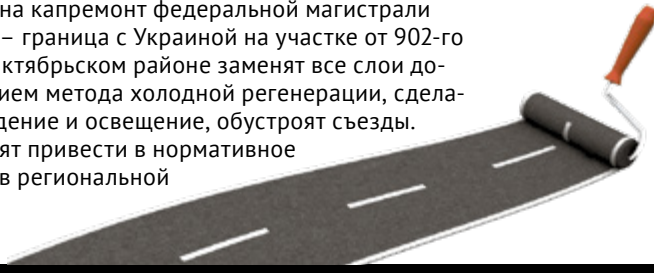 на капремонт федеральной магистрали
– граница с Украиной на участке от 902-го
ктябрьском районе заменят все слои до-
ием метода холодной регенерации, сдела-
дение и освещение, обустроят съезды.
ят привести в нормативное
в региональной